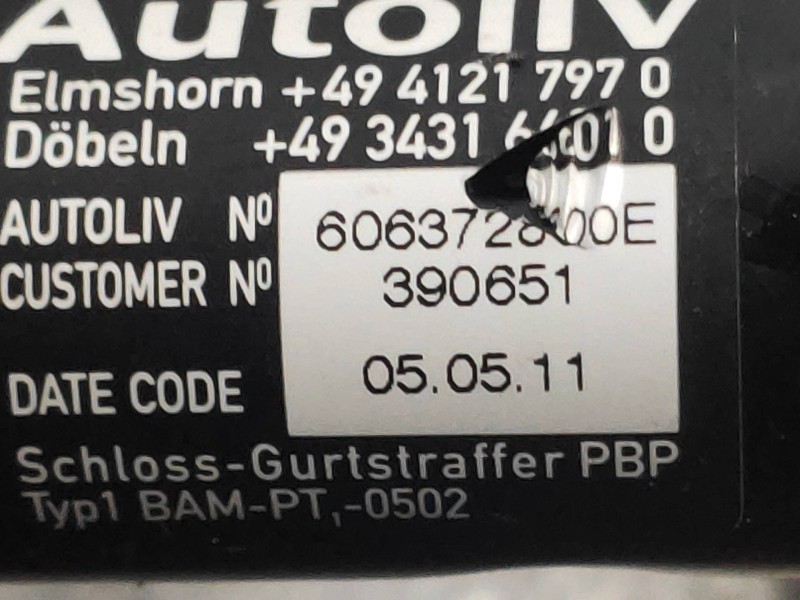 Autoliv
Elmshorn +49 4121 797 0
Döbeln +49 3431
AUTOLIV Nº
CUSTOMER Nº 390651
DATE CODE 05.05.11
Schloss-Gurtstraffer PBP
Typ1 BAM-PT,-0502